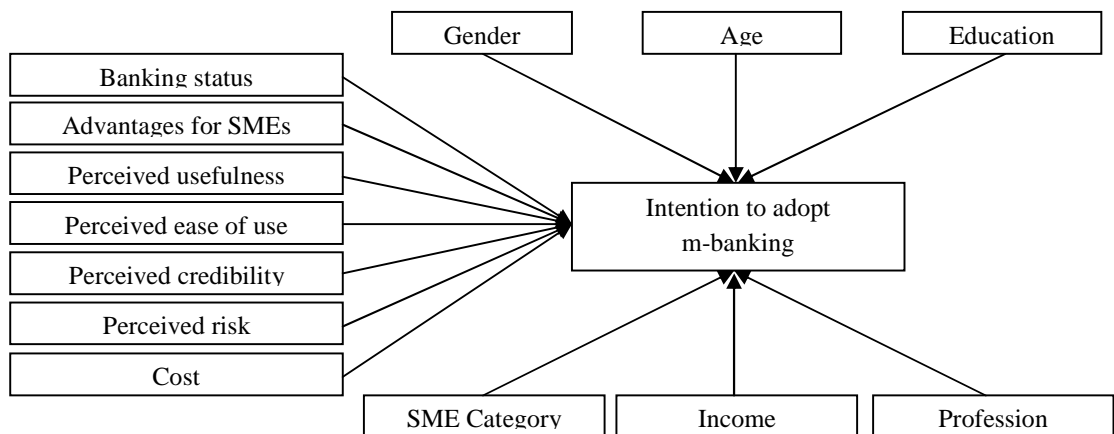 Gender
Age
Education
Banking status
Advantages for SMEs
Perceived usefulness
Perceived ease of use
Perceived credibility
Perceived risk
Cost
Intention to adopt
m-banking
SME Category
Income
Profession